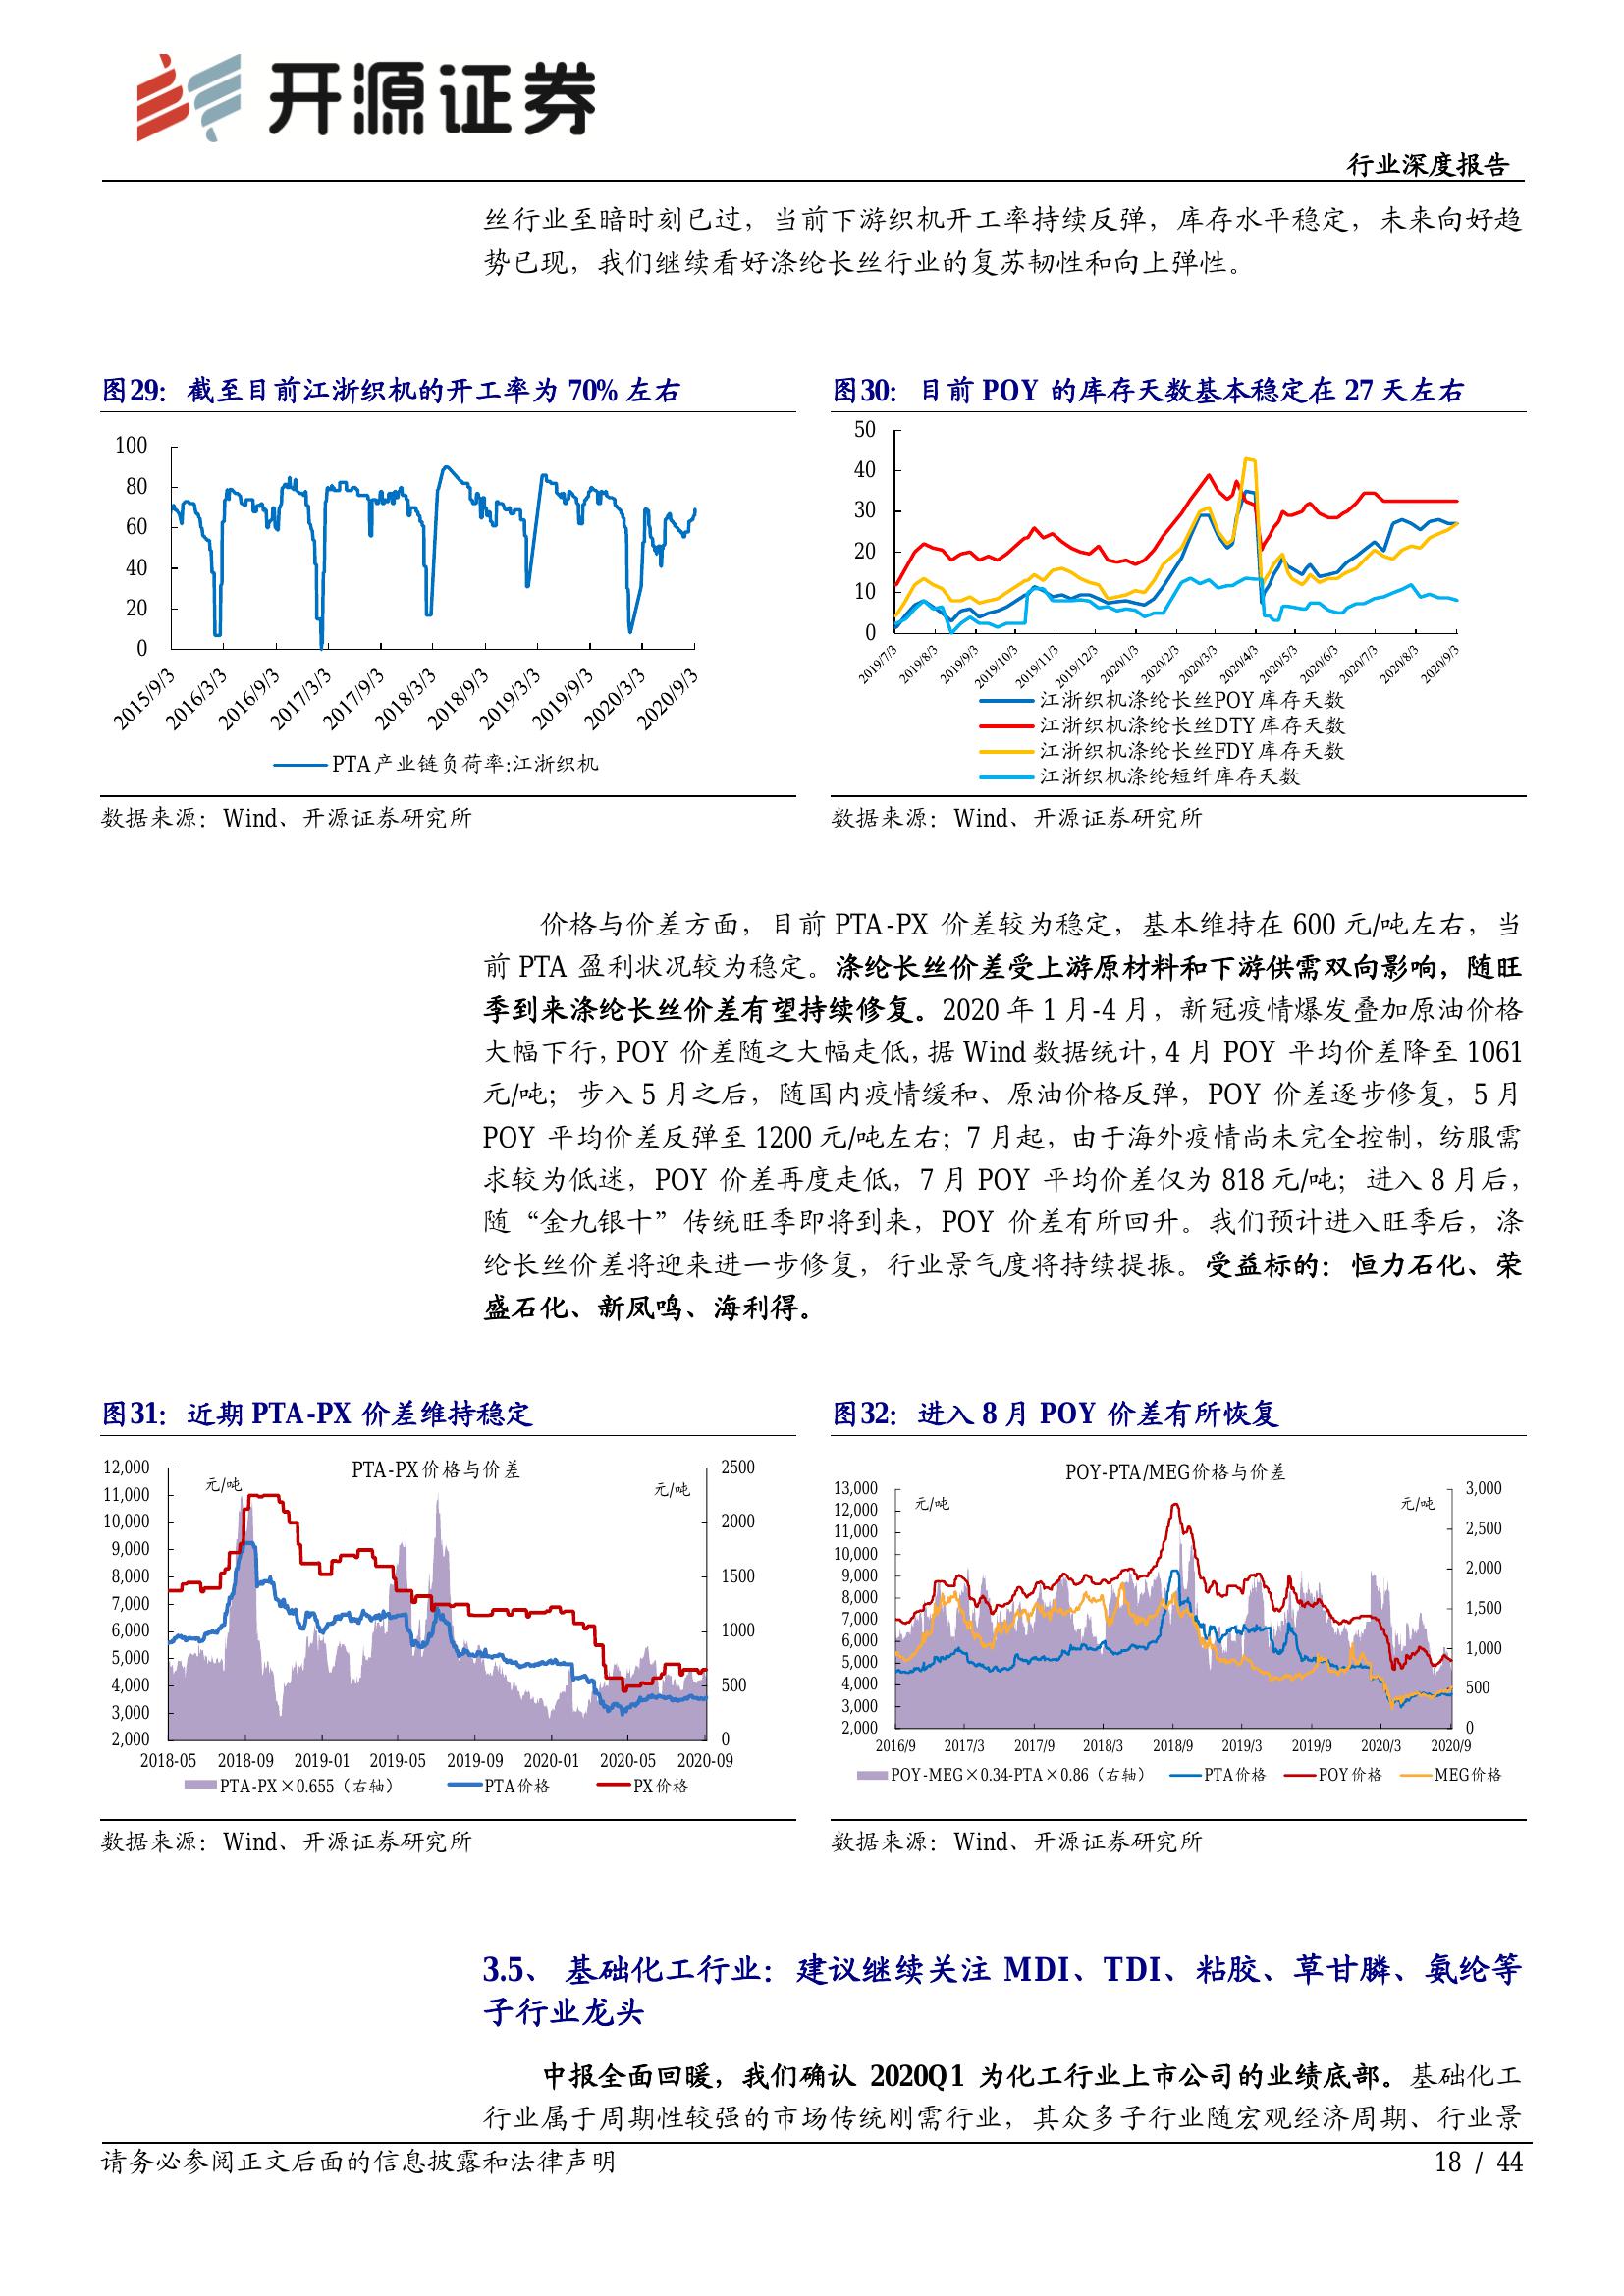 开源证券
行业深度报告
丝行业至暗时刻已过，当前下游织机开工率持续反弹，库存水平稳定，未来向好趋
势已现，我们继续看好涤纶长丝行业的复苏韧性和向上弹性。
图29：截至目前江浙织机的开工率为 70%左右
100
80
60
40
20
0
2015/9/3 2016/3/3 2016/9/3 2017/3/3 2017/9/3 2018/3/3 2018/9/3 2019/3/3 2019/9/3 2020/3/3 2020/9/3
PTA产业链负荷率:江浙织机
数据来源：Wind、开源证券研究所
图30：目前 POY 的库存天数基本稳定在 27 天左右
50
40
30
20
10
0
2019/7/3 2019/8/3 2019/9/3 2019/10/3 2019/11/3 2019/12/3 2020/1/3 2020/2/3 2020/3/3 2020/4/3 2020/5/3 2020/6/3 2020/7/3 2020/8/3 2020/9/3
江浙织机涤纶长丝POY库存天数
江浙织机涤纶长丝DTY库存天数
江浙织机涤纶长丝FDY库存天数
江浙织机涤纶短纤库存天数
数据来源：Wind、开源证券研究所
价格与价差方面，目前 PTA-PX 价差较为稳定，基本维持在 600 元/吨左右，当
前 PTA 盈利状况较为稳定。涤纶长丝价差受上游原材料和下游供需双向影响，随旺
季到来涤纶长丝价差有望持续修复。2020 年 1 月-4 月，新冠疫情爆发叠加原油价格
大幅下行，POY 价差随之大幅走低，据 Wind 数据统计，4 月 POY 平均价差降至 1061
元/吨；步入 5 月之后，随国内疫情缓和、原油价格反弹，POY 价差逐步修复，5 月
POY 平均价差反弹至 1200 元/吨左右；7 月起，由于海外疫情尚未完全控制，纺服需
求较为低迷，POY 价差再度走低，7 月 POY 平均价差仅为 818 元/吨；进入 8 月后，
随“金九银十”传统旺季即将到来，POY 价差有所回升。我们预计进入旺季后，涤
纶长丝价差将迎来进一步修复，行业景气度将持续提振。受益标的：恒力石化、荣
盛石化、新凤鸣、海利得。
图31：近期 PTA-PX 价差维持稳定
PTA-PX价格与价差
元/吨
元/吨
12,000
11,000
10,000
9,000
8,000
7,000
6,000
5,000
4,000
3,000
2,000
2500
2000
1500
1000
500
0
2018-05 2018-09 2019-01 2019-05 2019-09 2020-01 2020-05 2020-09
PTA-PX×0.655（右轴） PTA价格 PX价格
数据来源：Wind、开源证券研究所
图32：进入 8 月 POY 价差有所恢复
POY-PTA/MEG价格与价差
元/吨
元/吨
13,000
12,000
11,000
10,000
9,000
8,000
7,000
6,000
5,000
4,000
3,000
2,000
3,000
2,500
2,000
1,500
1,000
500
0
2016/9 2017/3 2017/9 2018/3 2018/9 2019/3 2019/9 2020/3 2020/9
POY-MEG×0.34-PTA×0.86（右轴） PTA价格 POY价格 MEG价格
数据来源：Wind、开源证券研究所
3.5、 基础化工行业：建议继续关注 MDI、TDI、粘胶、草甘膦、氨纶等
子行业龙头
中报全面回暖，我们确认 2020Q1 为化工行业上市公司的业绩底部。基础化工
行业属于周期性较强的市场传统刚需行业，其众多子行业随宏观经济周期、行业景
请务必参阅正文后面的信息披露和法律声明
18 / 44